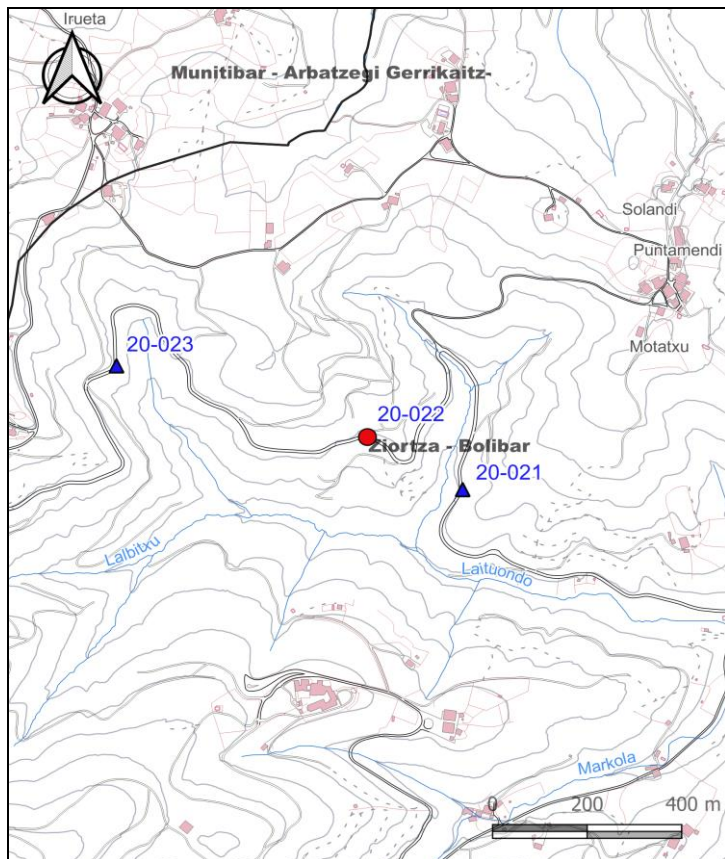 Irueta
Munitibar - Arbatzegi Gerrikaitz-
Solandi
Puntamendi
Motatxu
20-023
20-022
Ziortza - Bolibar
20-021
Lalbitxu
Laituondo
Markola
0 200 400 m